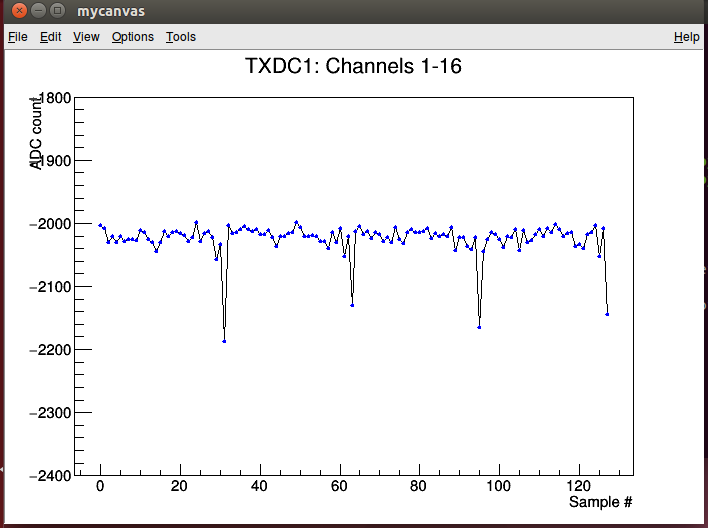 mycanvas
File Edit View Options Tools Help
TXDC1: Channels 1-16
ADC count
−1800
−1900
−2000
−2100
−2200
−2300
−2400
0 20 40 60 80 100 120
Sample #